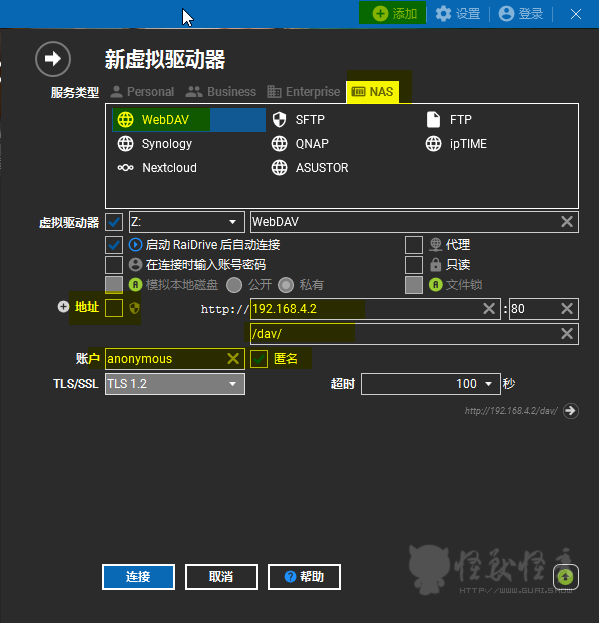 添加 设置 登录
新虚拟驱动器
服务类型 Personal Business Enterprise NAS
WebDAV SFTP FTP
Synology QNAP ipTIME
Nextcloud ASUSTOR
虚拟驱动器 Z: WebDAV
启动 RaiDrive 后自动连接 代理
在连接时输入账号密码 只读
A 模拟本地磁盘 公开 私有 A 文件锁
地址 http:// 192.168.4.2 : 80
/dav/
账户 anonymous 匿名
TLS/SSL TLS 1.2 超时 100 秒
http://192.168.4.2/dav/
连接 取消 ? 帮助
怪兽怪兽
HTTP://WWW.GUAI.SHOW